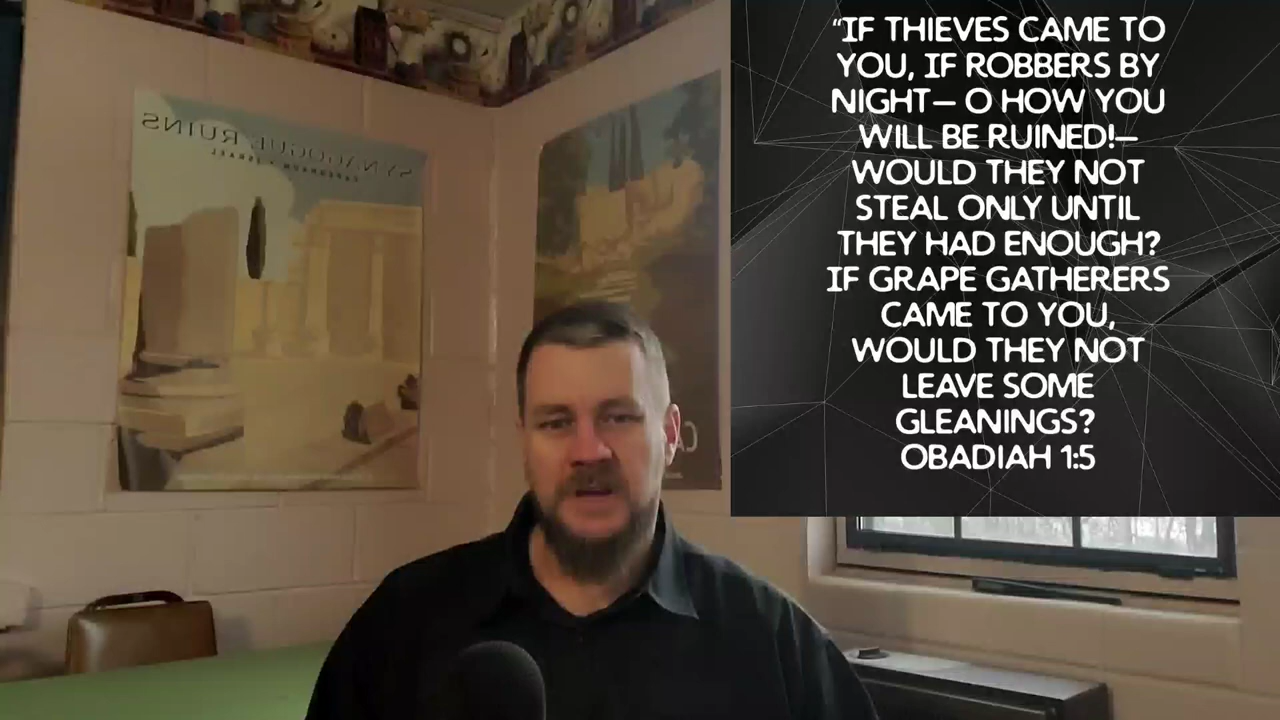 “IF THIEVES CAME TO
YOU, IF ROBBERS BY
NIGHT— O HOW YOU
WILL BE RUINED!—
WOULD THEY NOT
STEAL ONLY UNTIL
THEY HAD ENOUGH?
IF GRAPE GATHERERS
CAME TO YOU,
WOULD THEY NOT
LEAVE SOME
GLEANINGS?
OBADIAH 1:5
SYNAGOGUE RUINS
CAPERNAUM • ISRAEL